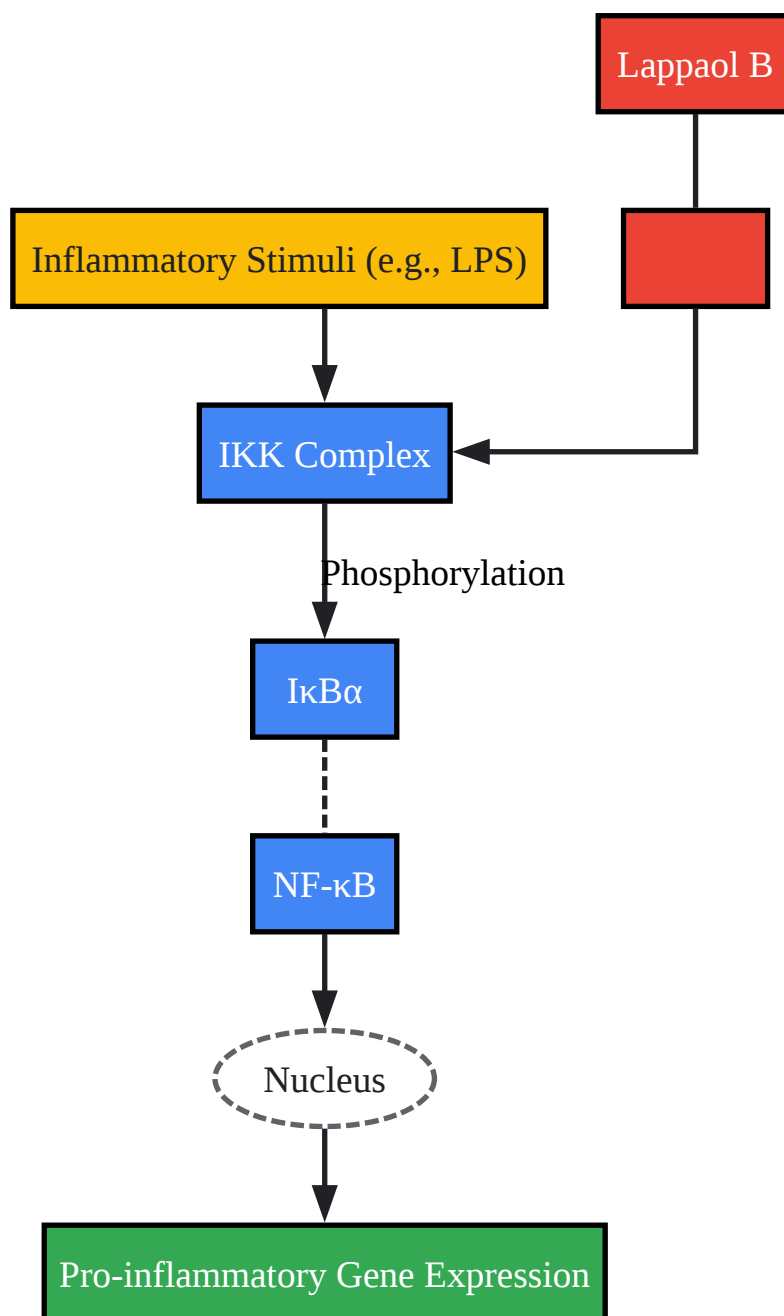 Lappaol B
Inflammatory Stimuli (e.g., LPS)
IKK Complex
Phosphorylation
IκBα
NF-κB
Nucleus
Pro-inflammatory Gene Expression